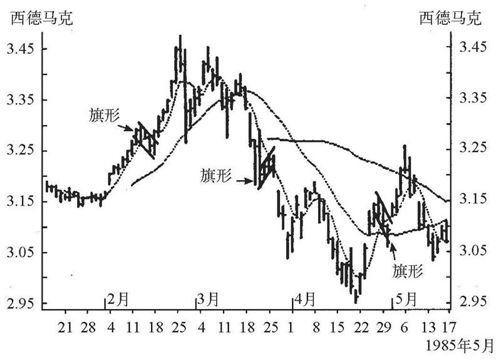 西德马克 西德马克
3.45 3.45
3.35 3.35
旗形
3.25 3.25
旗形
3.15 3.15
3.05 3.05
旗形
2.95 2.95
2月 3月 4月 5月
21 28 4 11 18 25 4 11 18 25 1 8 15 22 29 6 13 17
1985年5月